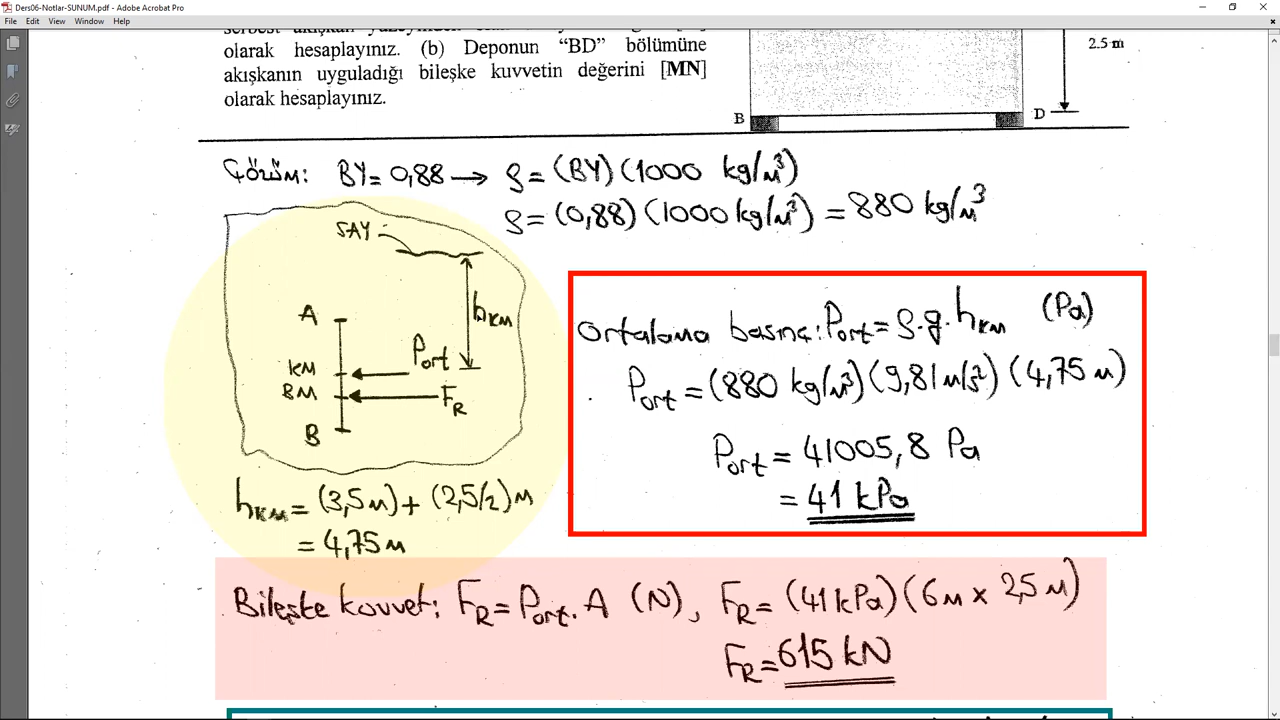 Ders06-Notlar-SUNUM.pdf - Adobe Acrobat Pro
File Edit View Window Help
olarak hesaplayınız. (b) Deponun "BD" bölümüne
akışkanın uyguladığı bileşke kuvvetin değerini [MN]
olarak hesaplayınız.
2.5 m
B
D
Çözüm: BY= 0,88 → ρ = (BY) (1000 kg/m³)
ρ = (0,88) (1000 kg/m³) = 880 kg/m³
SAY
hKM
A
Port
KM
BM
FR
B
hKM = (3,5 m) + (2,5/2) m
= 4,75 m
Ortalama basınç: Port = ρ.g.hKM (Pa)
Port = (880 kg/m³) (9,81 m/s²) (4,75 m)
Port = 41005,8 Pa
= 41 kPa
Bileşke kuvvet: FR = Port. A (N), FR = (41 kPa) (6 m x 2,5 m)
FR = 615 kN